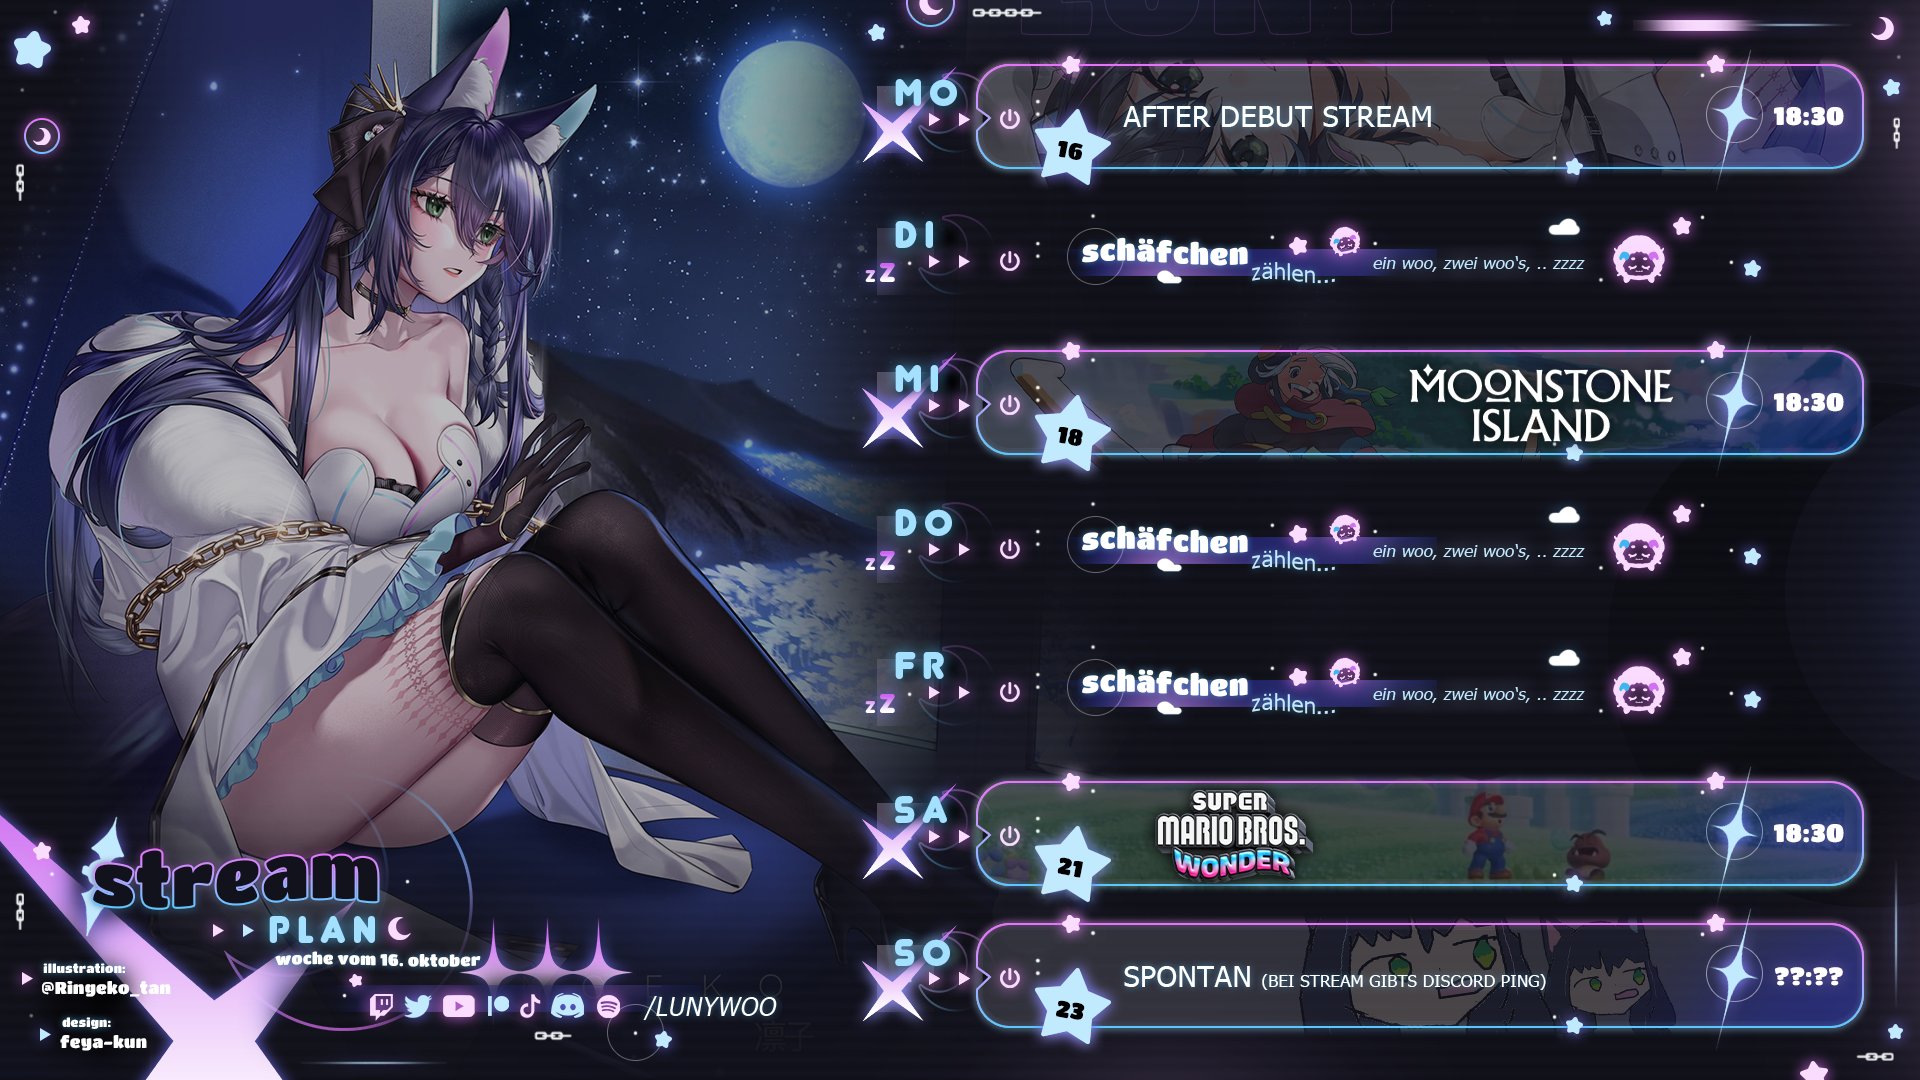 MO
16
AFTER DEBUT STREAM
18:30
DI
zZ
schäfchen
zählen...
ein woo, zwei woo's, .. zzzz
MI
18
MOONSTONE
ISLAND
18:30
DO
zZ
schäfchen
zählen...
ein woo, zwei woo's, .. zzzz
FR
zZ
schäfchen
zählen...
ein woo, zwei woo's, .. zzzz
SA
21
SUPER
MARIO BROS.
WONDER
18:30
SO
23
SPONTAN (BEI STREAM GIBTS DISCORD PING)
??:??
stream
PLAN
woche vom 16. oktober
/LUNYWOO
illustration:
@Ringeko_tan
design:
feya-kun